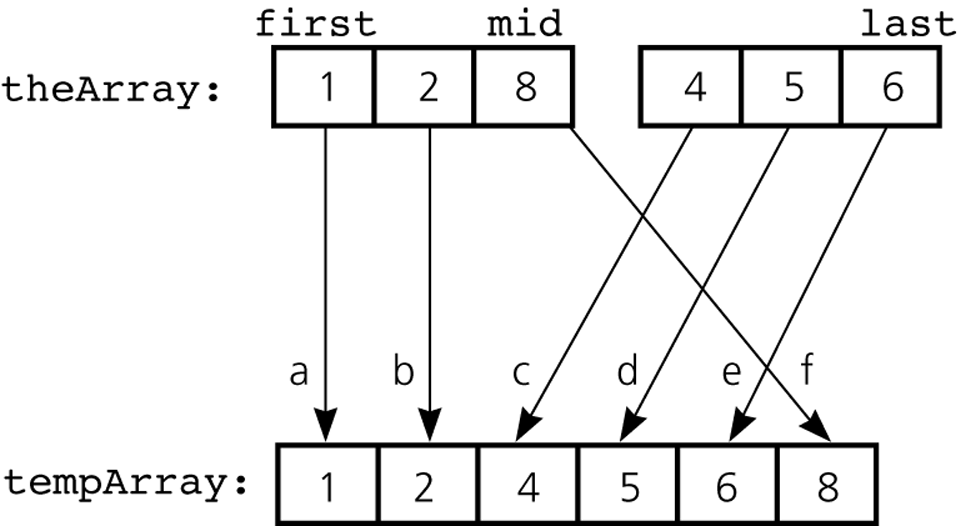 first mid last
theArray: 1 2 8 4 5 6
a b c d e f
tempArray: 1 2 4 5 6 8